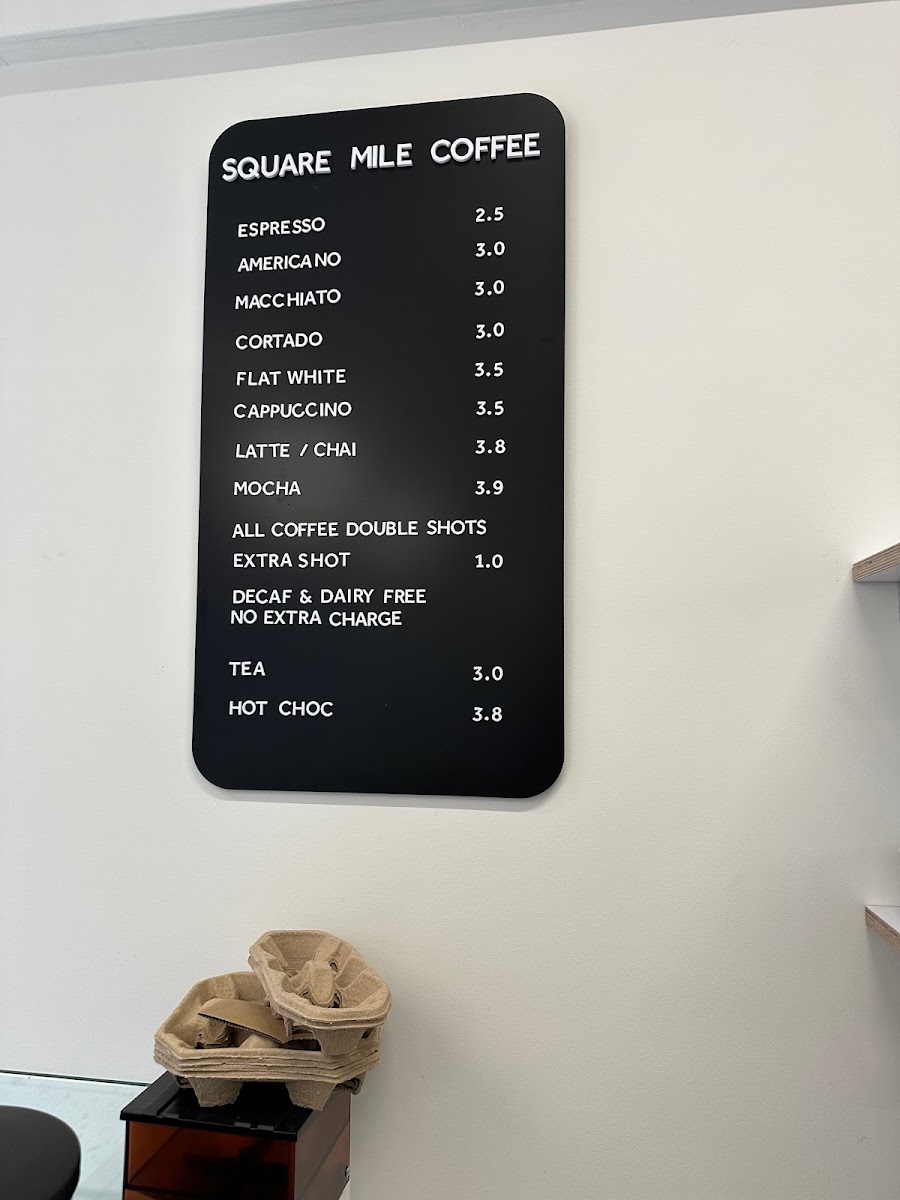 SQUARE MILE COFFEE
ESPRESSO 2.5
AMERICANO 3.0
MACCHIATO 3.0
CORTADO 3.0
FLAT WHITE 3.5
CAPPUCCINO 3.5
LATTE / CHAI 3.8
MOCHA 3.9
ALL COFFEE DOUBLE SHOTS
EXTRA SHOT 1.0
DECAF & DAIRY FREE
NO EXTRA CHARGE
TEA 3.0
HOT CHOC 3.8